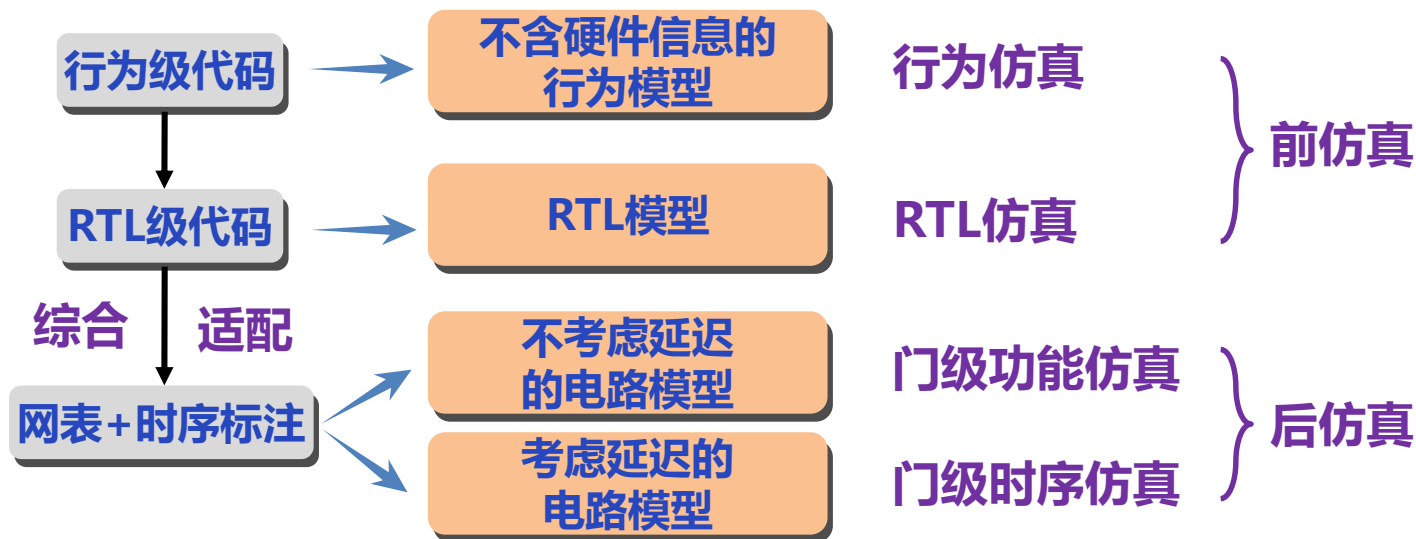 行为级代码
不含硬件信息的
行为模型
行为仿真
前仿真
RTL级代码
RTL模型
RTL仿真
综合
适配
不考虑延迟
的电路模型
门级功能仿真
网表+时序标注
后仿真
考虑延迟的
电路模型
门级时序仿真